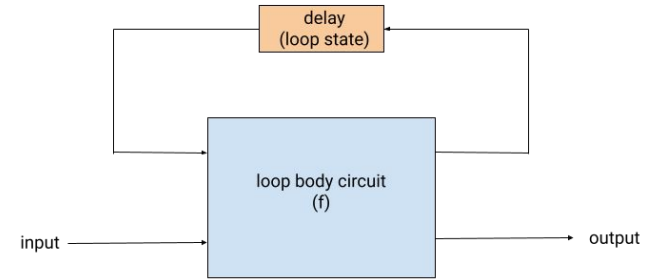 delay
(loop state)
loop body circuit
(f)
input
output